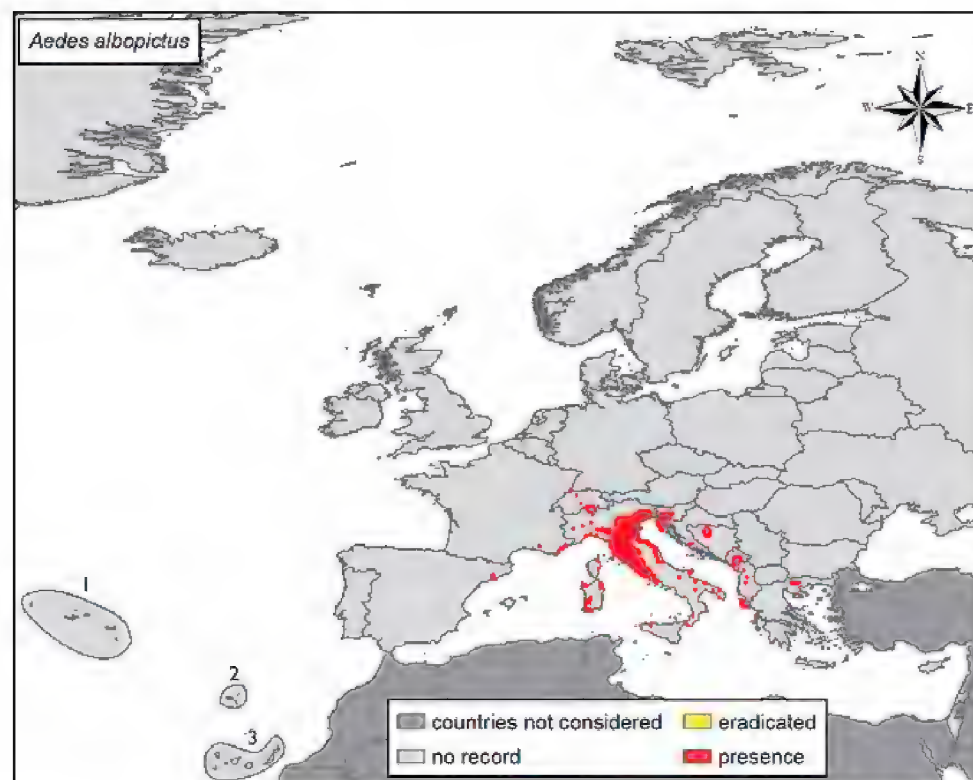 Aedes albopictus
N
W E
S
1
2
3
countries not considered eradicated
no record presence